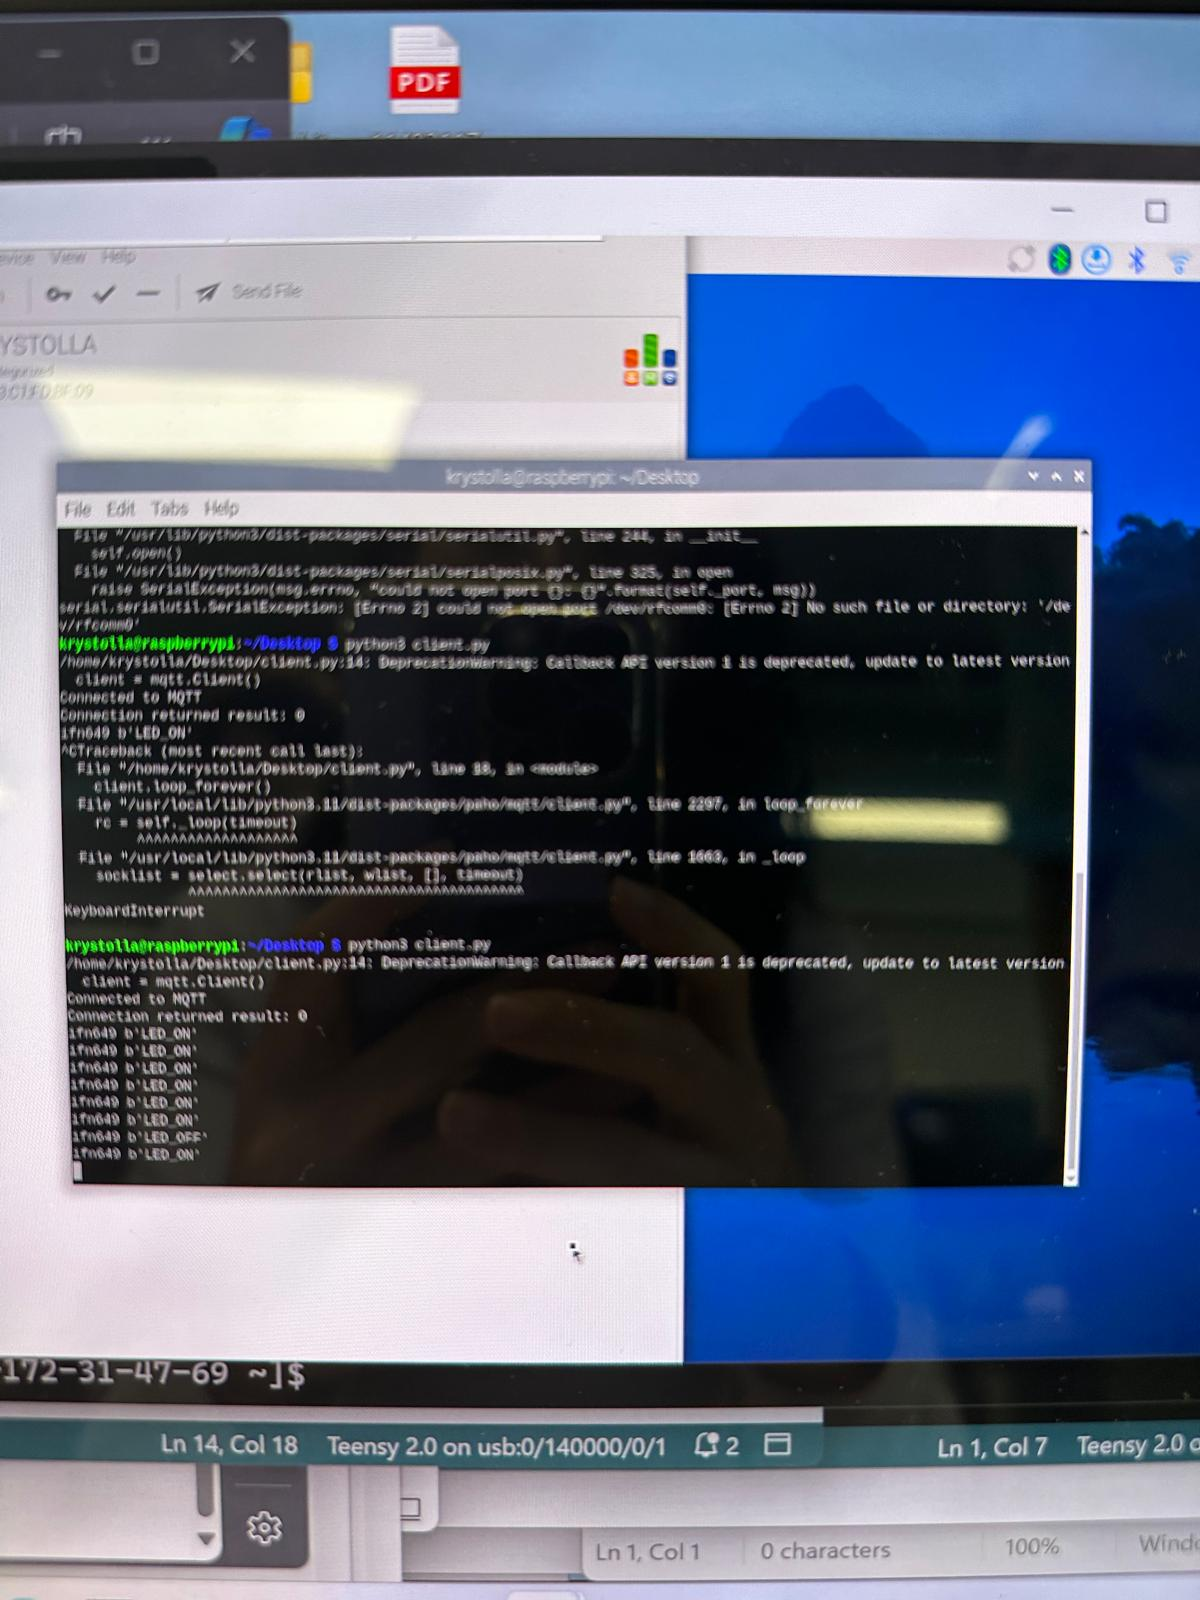 PDF
View Help
Send File
YSTOLLA
krystolla@raspberrypi: ~/Desktop
File Edit Tabs Help
File "/usr/lib/python3/dist-packages/serial/serialutil.py", line 244, in __init__
self.open()
File "/usr/lib/python3/dist-packages/serial/serialposix.py", line 325, in open
raise SerialException(msg.errno, "could not open port {}: {}".format(self._port, msg))
serial.serialutil.SerialException: [Errno 2] could not open port /dev/rfcomm0: [Errno 2] No such file or directory: '/de
v/rfcomm0'
krystolla@raspberrypi:~/Desktop $ python3 client.py
/home/krystolla/Desktop/client.py:14: DeprecationWarning: Callback API version 1 is deprecated, update to latest version
client = mqtt.Client()
Connected to MQTT
Connection returned result: 0
ifn649 b'LED_ON'
^CTraceback (most recent call last):
File "/home/krystolla/Desktop/client.py", line 18, in <module>
client.loop_forever()
File "/usr/local/lib/python3.11/dist-packages/paho/mqtt/client.py", line 2297, in loop_forever
rc = self._loop(timeout)
^^^^^^^^^^^^^^^^^^^
File "/usr/local/lib/python3.11/dist-packages/paho/mqtt/client.py", line 1663, in _loop
socklist = select.select(rlist, wlist, [], timeout)
^^^^^^^^^^^^^^^^^^^^^^^^^^^^^^^^^^^^^^^^
KeyboardInterrupt
krystolla@raspberrypi:~/Desktop $ python3 client.py
/home/krystolla/Desktop/client.py:14: DeprecationWarning: Callback API version 1 is deprecated, update to latest version
client = mqtt.Client()
Connected to MQTT
Connection returned result: 0
ifn649 b'LED_ON'
ifn649 b'LED_ON'
ifn649 b'LED_ON'
ifn649 b'LED_ON'
ifn649 b'LED_ON'
ifn649 b'LED_ON'
ifn649 b'LED_OFF'
ifn649 b'LED_ON'
172-31-47-69 ~]$
Ln 14, Col 18 Teensy 2.0 on usb:0/140000/0/1 2 Ln 1, Col 7 Teensy 2.0 o
Ln 1, Col 1 0 characters 100% Windo